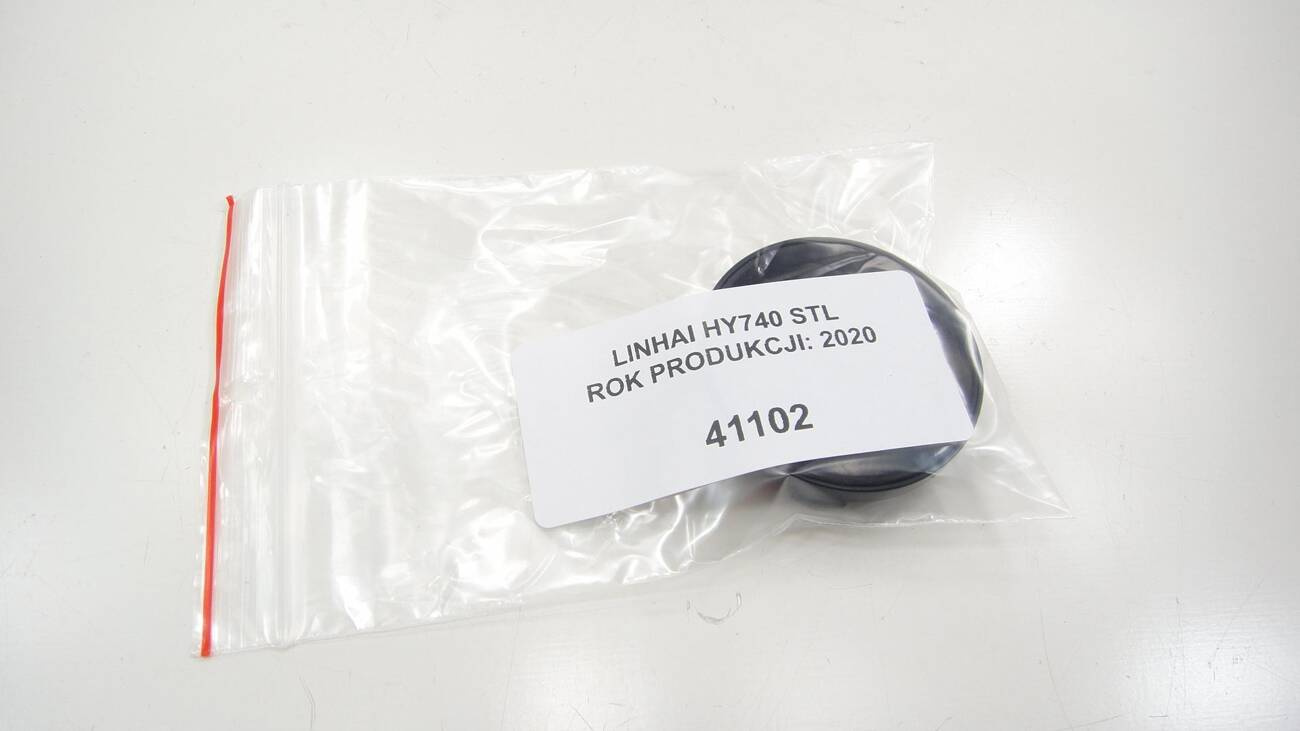 LINHAI HY740 STL
ROK PRODUKCJI: 2020
41102